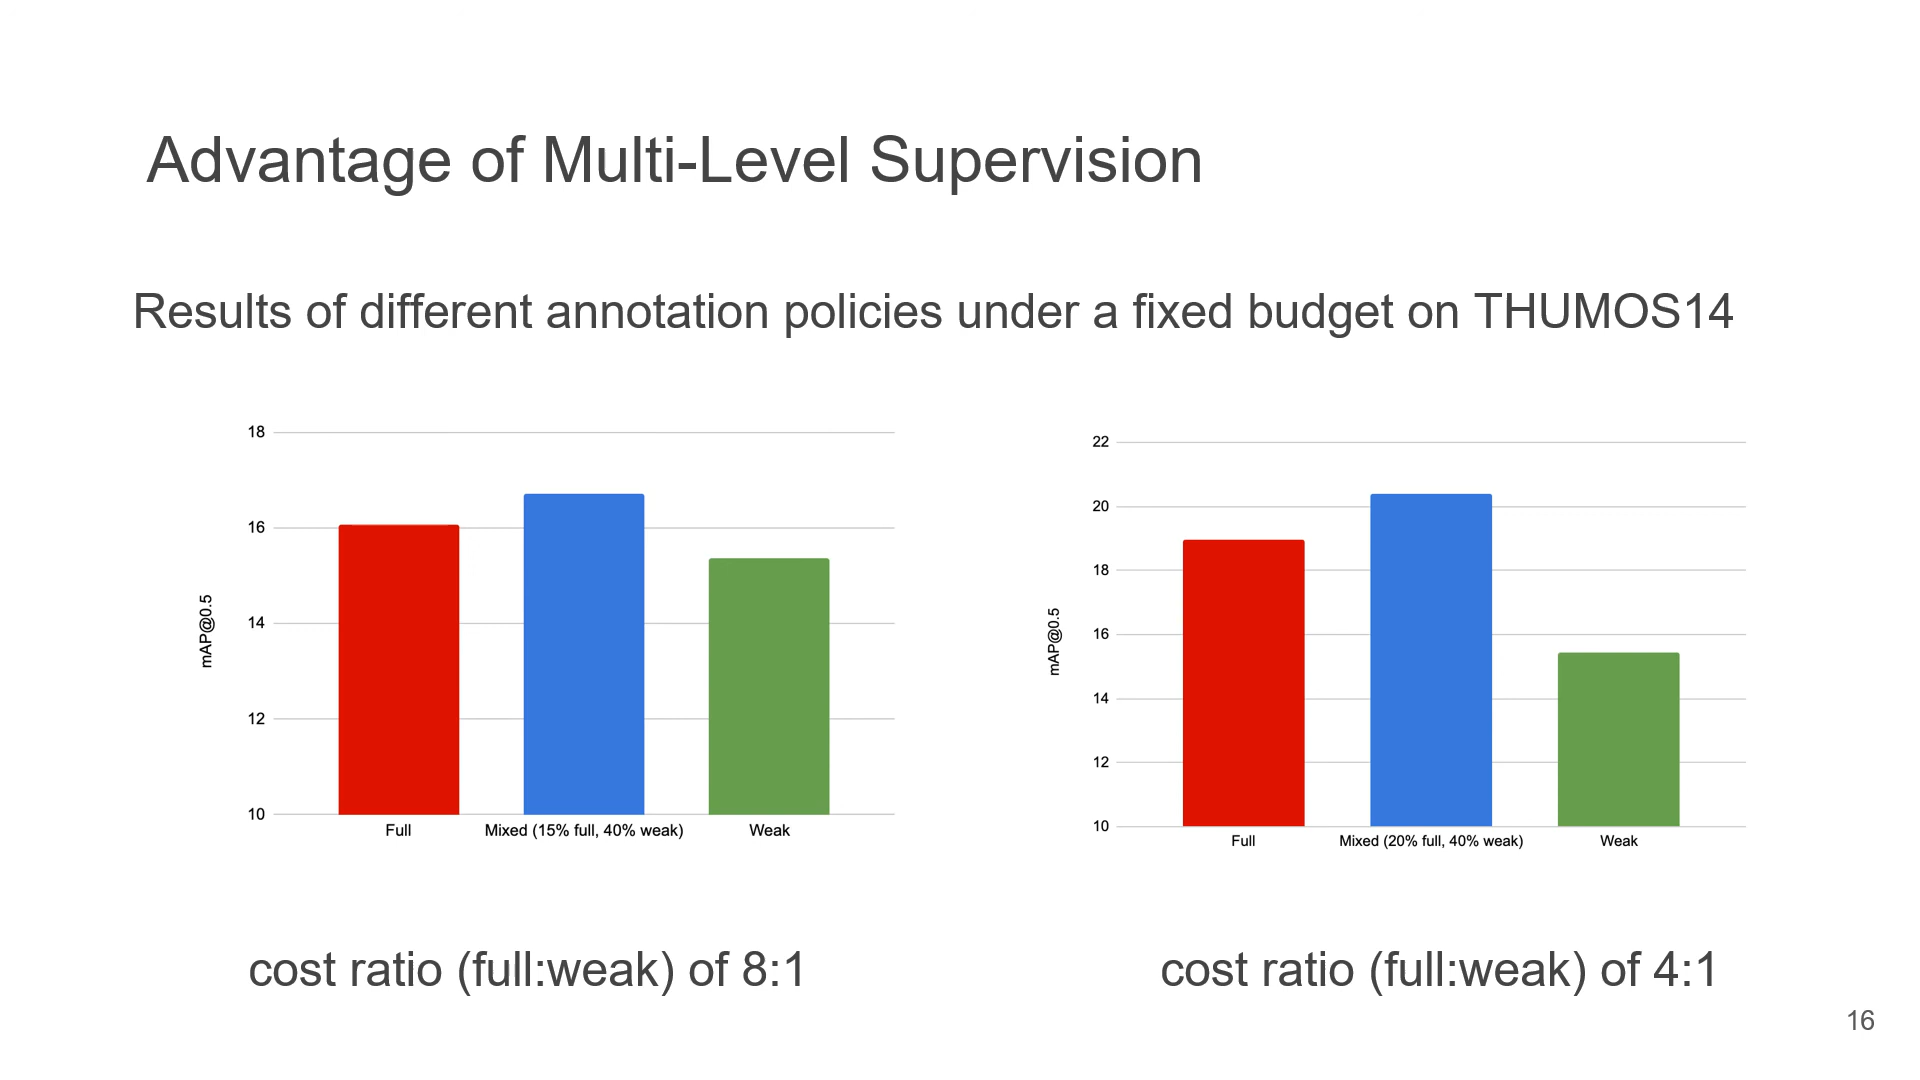 Advantage of Multi-Level Supervision
Results of different annotation policies under a fixed budget on THUMOS14
18
16
14
12
10
mAP@0.5
Full
Mixed (15% full, 40% weak)
Weak
22
20
18
16
14
12
10
mAP@0.5
Full
Mixed (20% full, 40% weak)
Weak
cost ratio (full:weak) of 8:1
cost ratio (full:weak) of 4:1
16